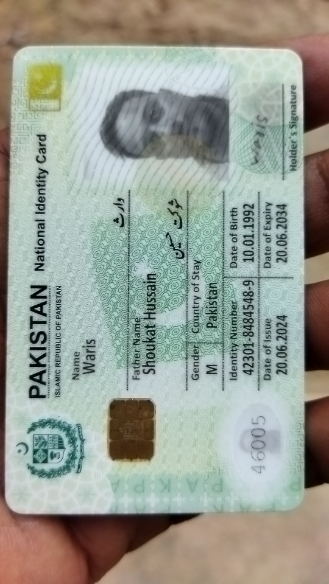 PAKISTAN National Identity Card
ISLAMIC REPUBLIC OF PAKISTAN
Name
Waris
وارث
Father Name
Shoukat Hussain
شوکت حسین
Gender Country of Stay
M Pakistan
Identity Number Date of Birth
42301-8484548-9 10.01.1992
Date of Issue Date of Expiry
20.06.2024 20.06.2034
Holder's Signature
46005